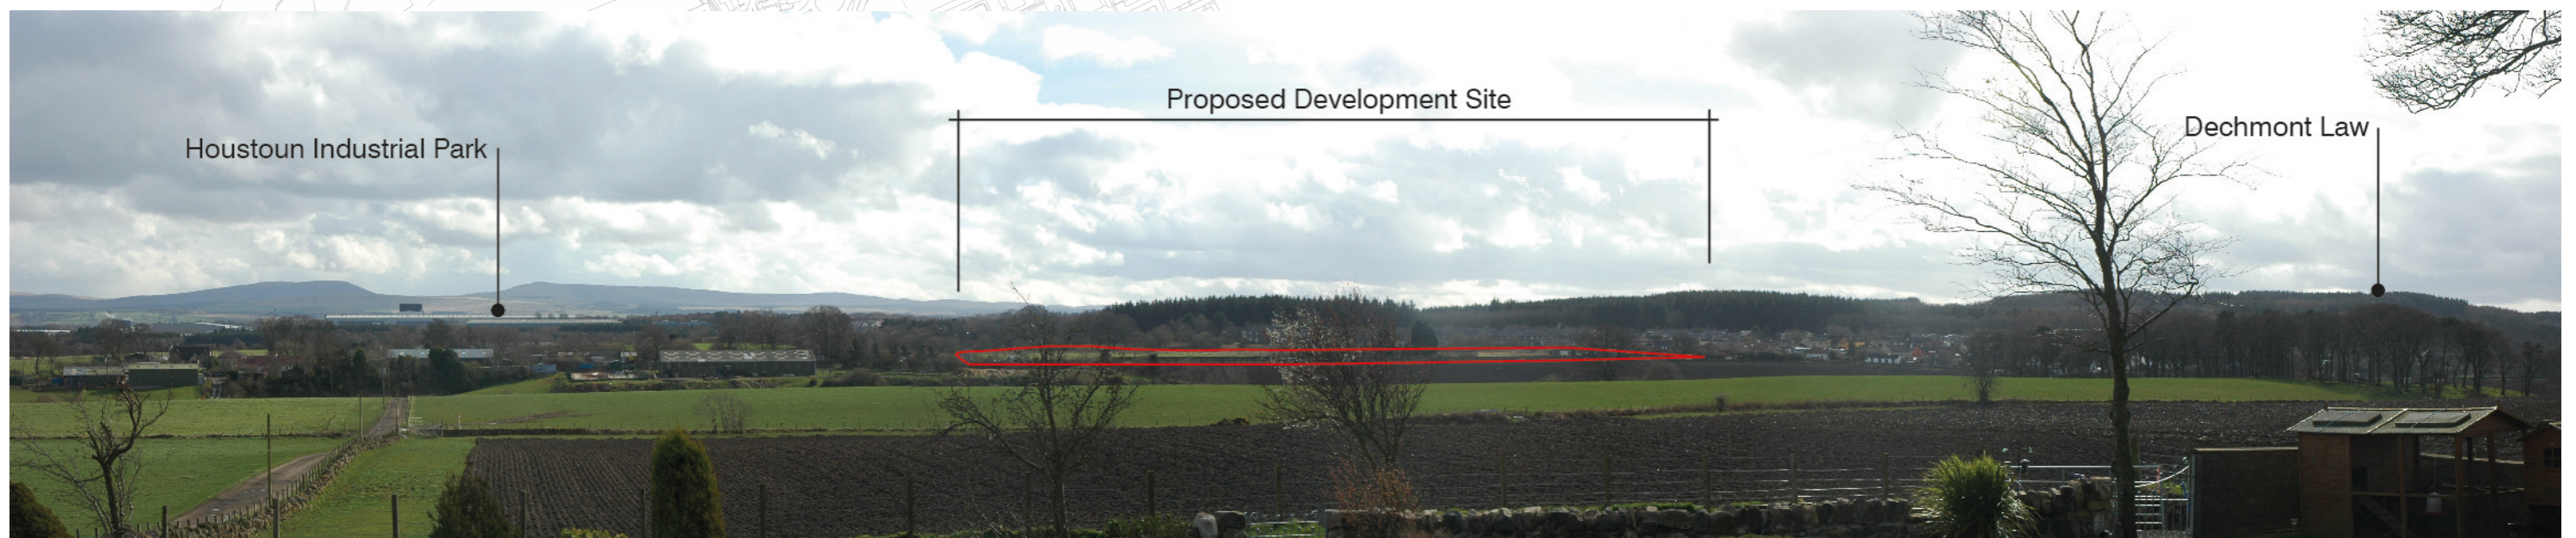 Proposed Development Site
Dechmont Law
Houstoun Industrial Park